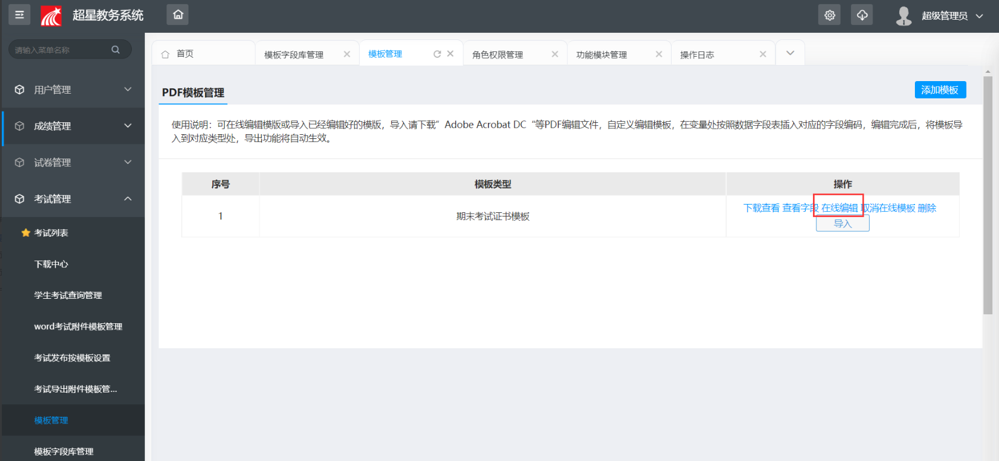 超星教务系统
超级管理员
请输入菜单名称
首页
模板字段库管理
模板管理
角色权限管理
功能模块管理
操作日志
用户管理
成绩管理
试卷管理
考试管理
考试列表
下载中心
学生考试查询管理
word考试附件模板管理
考试发布按模板设置
考试导出附件模板管...
模板管理
模板字段库管理
PDF模板管理
添加模板
使用说明：可在线编辑模版或导入已经编辑好的模版，导入请下载”Adobe Acrobat DC“等PDF编辑文件，自定义编辑模板，在变量处按照数据字段表插入对应的字段编码，编辑完成后，将模板导
入到对应类型处，导出功能将自动生效。
序号 模板类型 操作
1 期末考试证书模板 下载查看 查看字段 在线编辑 取消在线模板 删除
导入